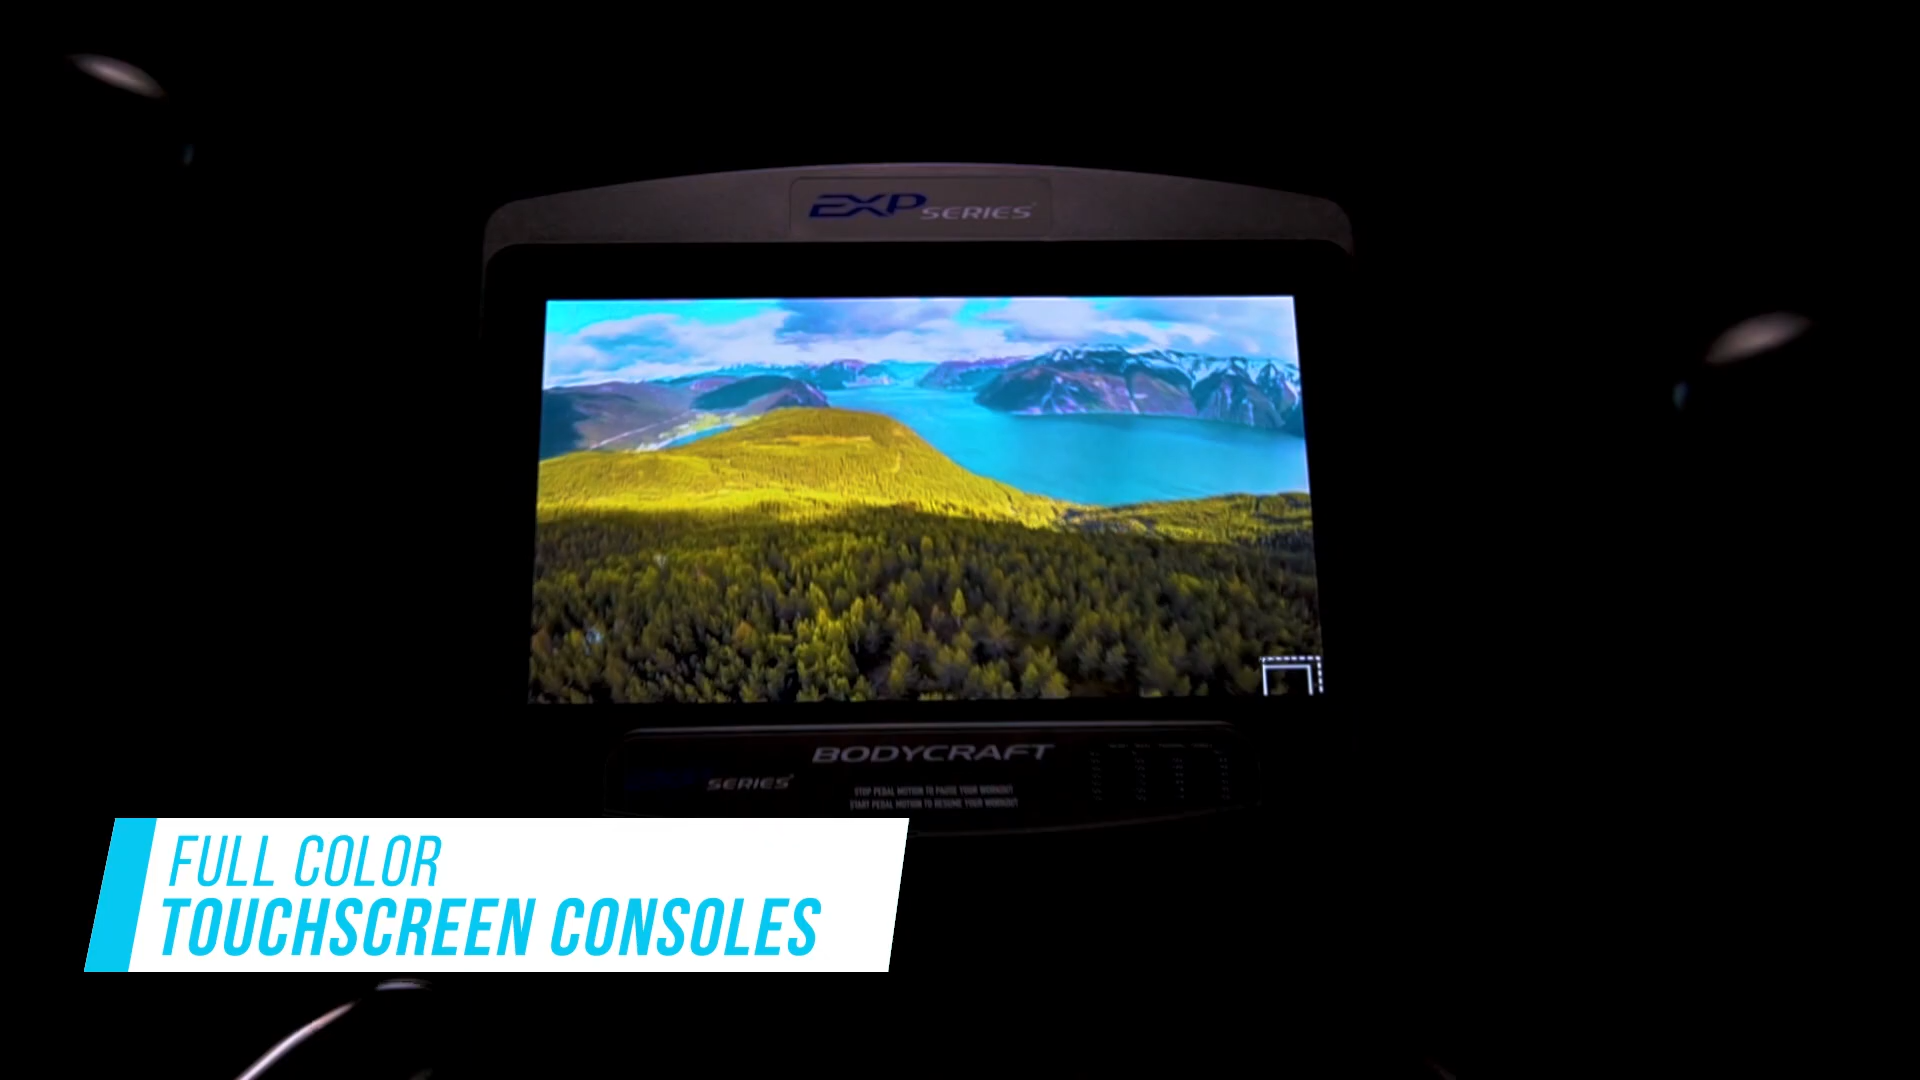 EXP SERIES
BODYCRAFT
SERIES
STOP PEDAL MOTION TO PAUSE YOUR WORKOUT
START PEDAL MOTION TO RESUME YOUR WORKOUT
FULL COLOR
TOUCHSCREEN CONSOLES